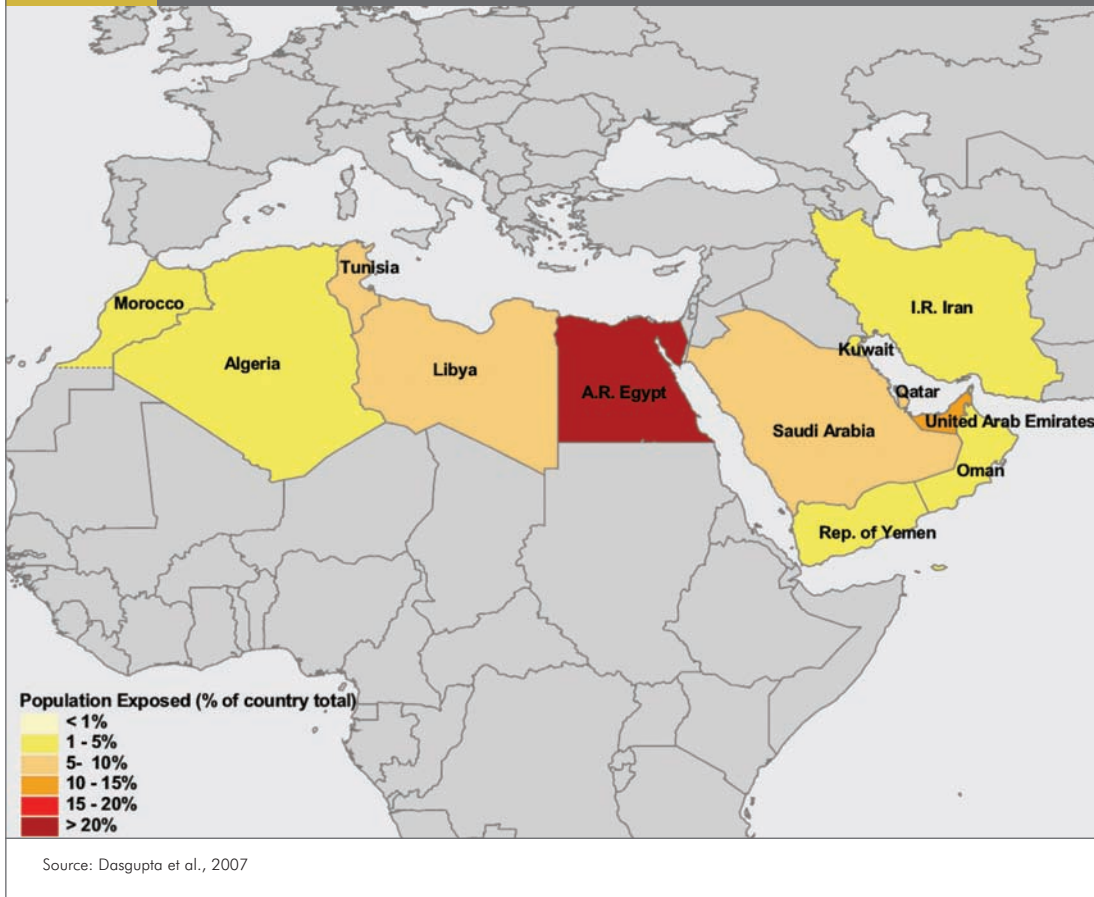 Tunisia
Morocco
I.R. Iran
Kuwait
Algeria
Libya
Qatar
A.R. Egypt
United Arab Emirates
Saudi Arabia
Oman
Rep. of Yemen
Population Exposed (% of country total)
< 1%
1 - 5%
5- 10%
10 - 15%
15 - 20%
> 20%
Source: Dasgupta et al., 2007